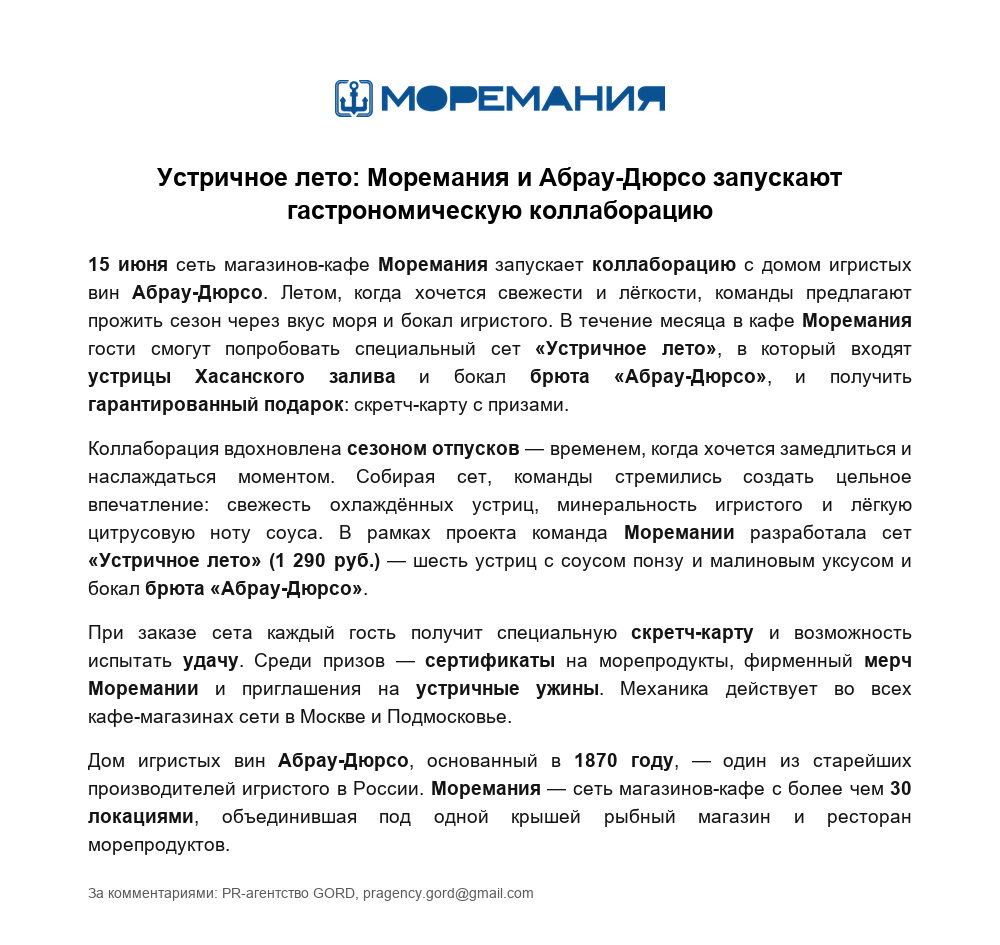 МОРЕМАНИЯ
Устричное лето: Моремания и Абрау-Дюрсо запускают
гастрономическую коллаборацию
15 июня сеть магазинов-кафе Моремания запускает коллаборацию с домом игристых
вин Абрау-Дюрсо. Летом, когда хочется свежести и лёгкости, команды предлагают
прожить сезон через вкус моря и бокал игристого. В течение месяца в кафе Моремания
гости смогут попробовать специальный сет «Устричное лето», в который входят
устрицы Хасанского залива и бокал брюта «Абрау-Дюрсо», и получить
гарантированный подарок: скретч-карту с призами.
Коллаборация вдохновлена сезоном отпусков — временем, когда хочется замедлиться и
наслаждаться моментом. Собирая сет, команды стремились создать цельное
впечатление: свежесть охлаждённых устриц, минеральность игристого и лёгкую
цитрусовую ноту соуса. В рамках проекта команда Моремании разработала сет
«Устричное лето» (1 290 руб.) — шесть устриц с соусом понзу и малиновым уксусом и
бокал брюта «Абрау-Дюрсо».
При заказе сета каждый гость получит специальную скретч-карту и возможность
испытать удачу. Среди призов — сертификаты на морепродукты, фирменный мерч
Моремании и приглашения на устричные ужины. Механика действует во всех
кафе-магазинах сети в Москве и Подмосковье.
Дом игристых вин Абрау-Дюрсо, основанный в 1870 году, — один из старейших
производителей игристого в России. Моремания — сеть магазинов-кафе с более чем 30
локациями, объединившая под одной крышей рыбный магазин и ресторан
морепродуктов.
За комментариями: PR-агентство GORD, pragency.gord@gmail.com